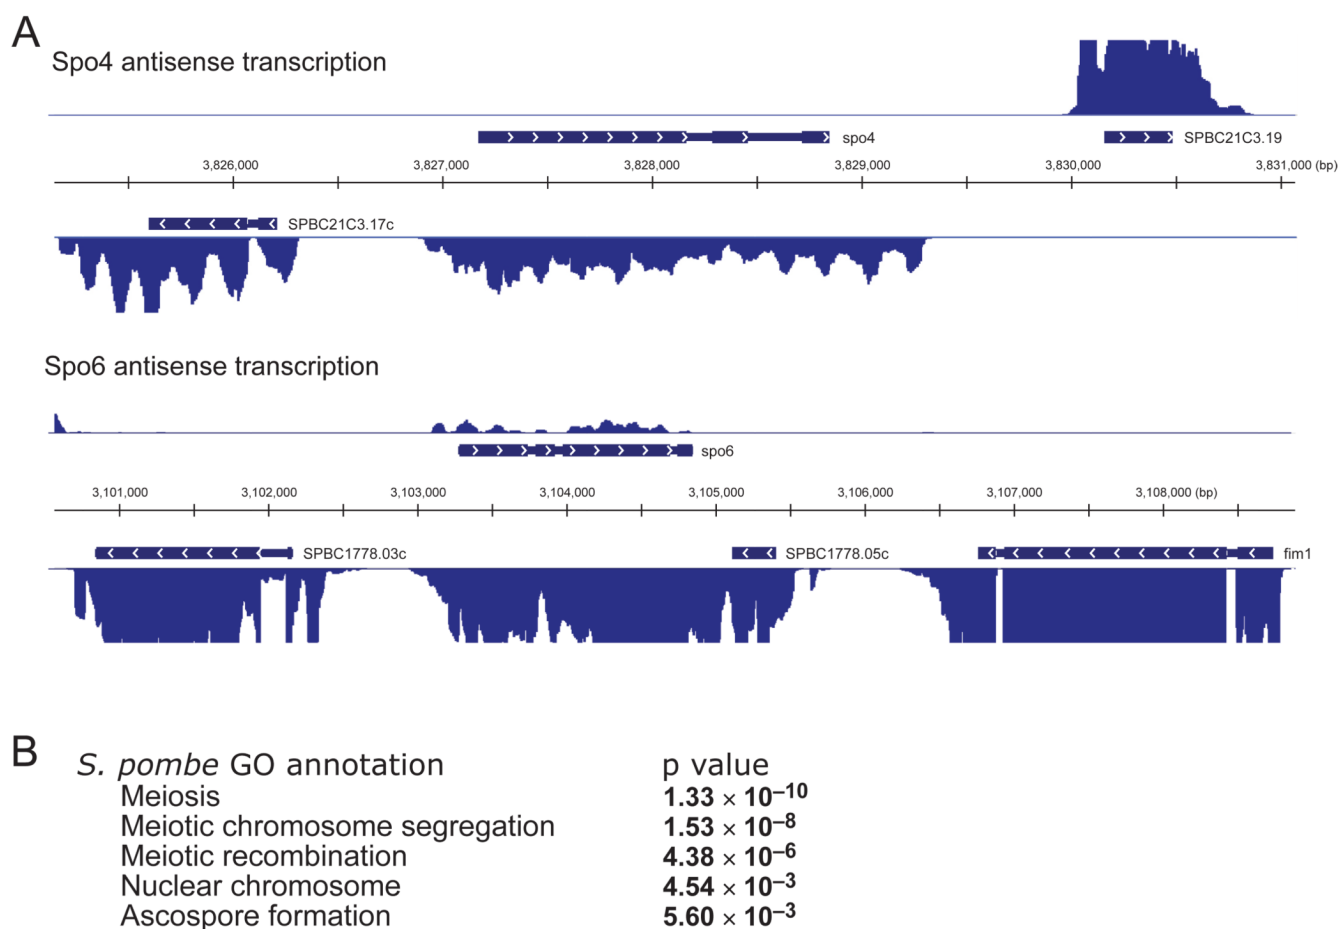 A
Spo4 antisense transcription
spo4
SPBC21C3.19
3,826,000 3,827,000 3,828,000 3,829,000 3,830,000 3,831,000 (bp)
SPBC21C3.17c
Spo6 antisense transcription
spo6
3,101,000 3,102,000 3,103,000 3,104,000 3,105,000 3,106,000 3,107,000 3,108,000 (bp)
SPBC1778.03c SPBC1778.05c fim1
B
S. pombe GO annotation p value
Meiosis 1.33 × 10⁻¹⁰
Meiotic chromosome segregation 1.53 × 10⁻⁸
Meiotic recombination 4.38 × 10⁻⁶
Nuclear chromosome 4.54 × 10⁻³
Ascospore formation 5.60 × 10⁻³